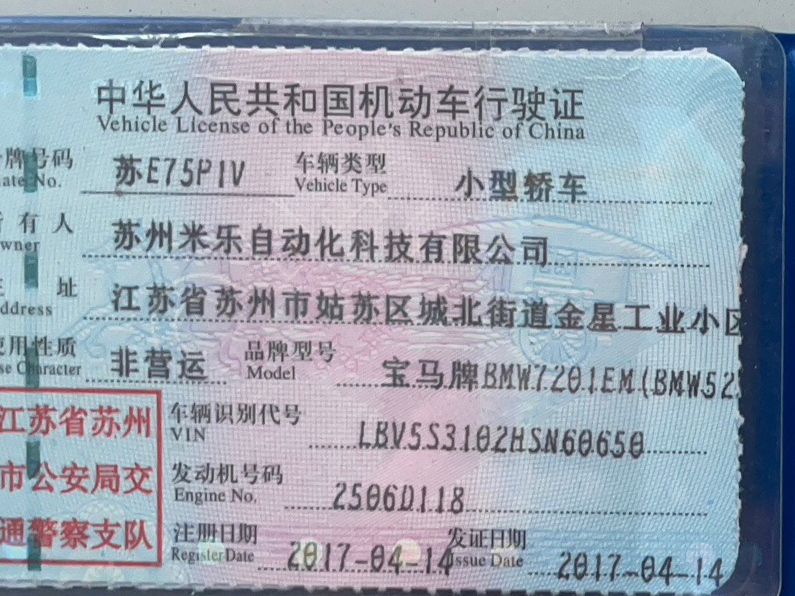 中华人民共和国机动车行驶证
Vehicle License of the People's Republic of China
牌号码 苏E75P1V 车辆类型 小型轿车
ate No. Vehicle Type
有人 苏州米乐自动化科技有限公司
wner
址 江苏省苏州市姑苏区城北街道金星工业小区
ddress
使用性质 非营运 品牌型号 宝马牌BMW7201EM(BMW52
se Character Model
江苏省苏州 车辆识别代号 LBV5S3102HSN60650
VIN
市公安局交 发动机号码 2506D118
Engine No.
通警察支队 注册日期 2017-04-14 发证日期 2017-04-14
Register Date Issue Date